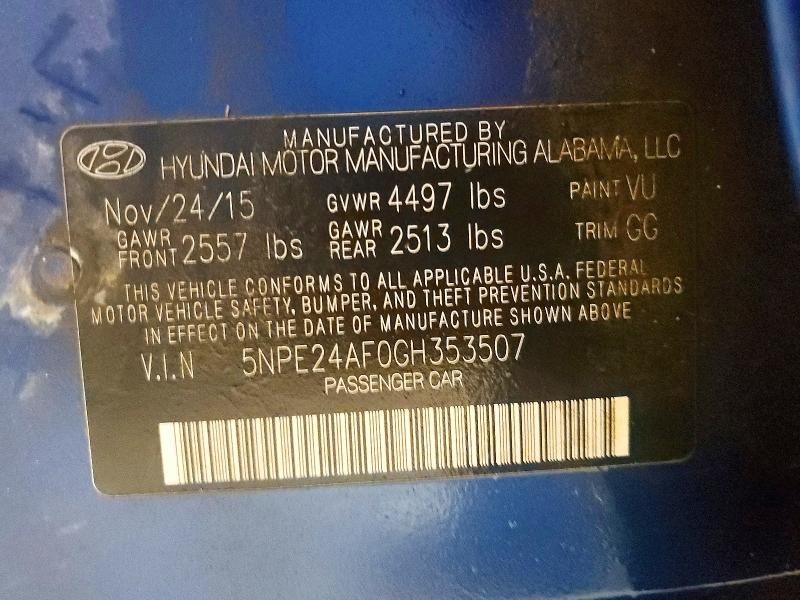 MANUFACTURED BY
HYUNDAI MOTOR MANUFACTURING ALABAMA, LLC
Nov/24/15 GVWR 4497 lbs PAINT VU
GAWR FRONT 2557 lbs GAWR REAR 2513 lbs TRIM GG
THIS VEHICLE CONFORMS TO ALL APPLICABLE U.S.A. FEDERAL
MOTOR VEHICLE SAFETY, BUMPER, AND THEFT PREVENTION STANDARDS
IN EFFECT ON THE DATE OF MANUFACTURE SHOWN ABOVE
V.I.N 5NPE24AF0GH353507
PASSENGER CAR